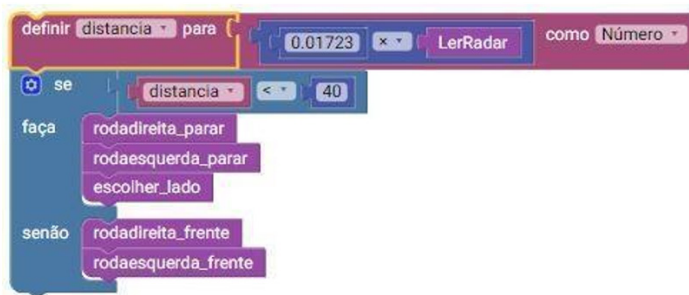 definir distancia para 0.01723 × LerRadar como Número
se distancia < 40
faça rodadireita_parar
rodaesquerda_parar
escolher_lado
senão rodadireita_frente
rodaesquerda_frente